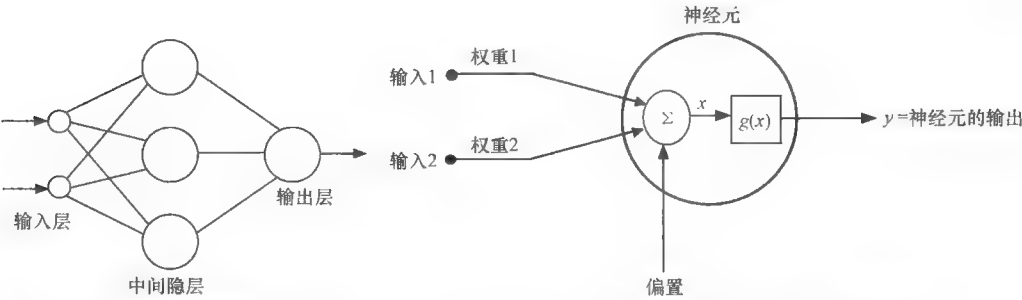 输入层
中间隐层
输出层
输入1
权重1
输入2
权重2
神经元
Σ
x
g(x)
y=神经元的输出
偏置